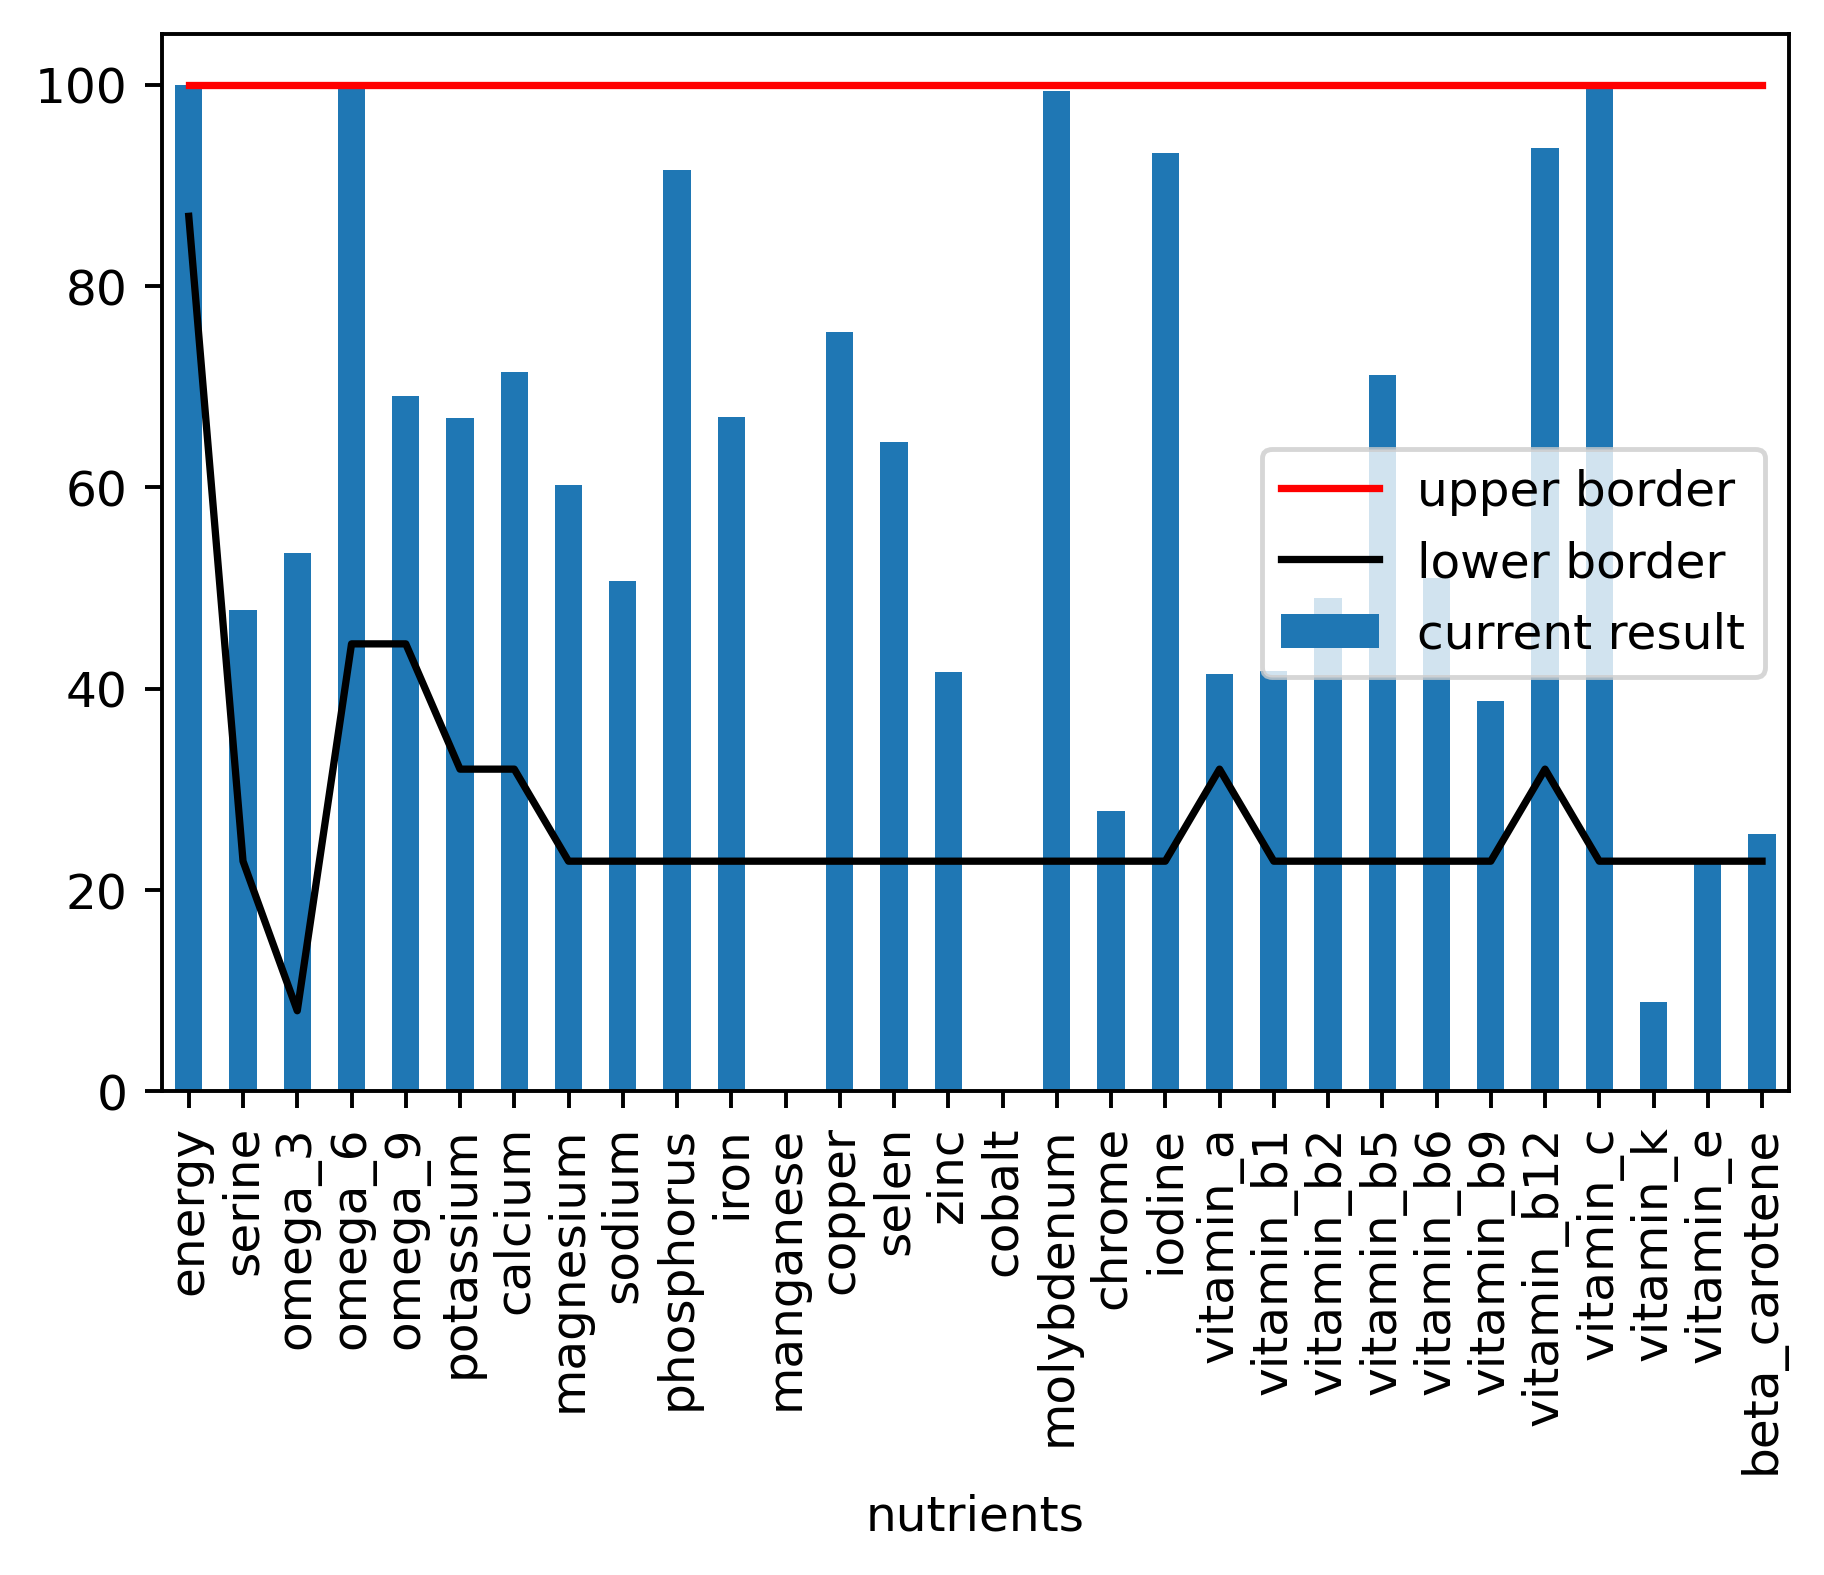 100
80
60
40
20
0
upper border
lower border
current result
energy
serine
omega_3
omega_6
omega_9
potassium
calcium
magnesium
sodium
phosphorus
iron
manganese
copper
selen
zinc
cobalt
molybdenum
chrome
iodine
vitamin_a
vitamin_b1
vitamin_b2
vitamin_b5
vitamin_b6
vitamin_b9
vitamin_b12
vitamin_c
vitamin_k
vitamin_e
beta_carotene
nutrients